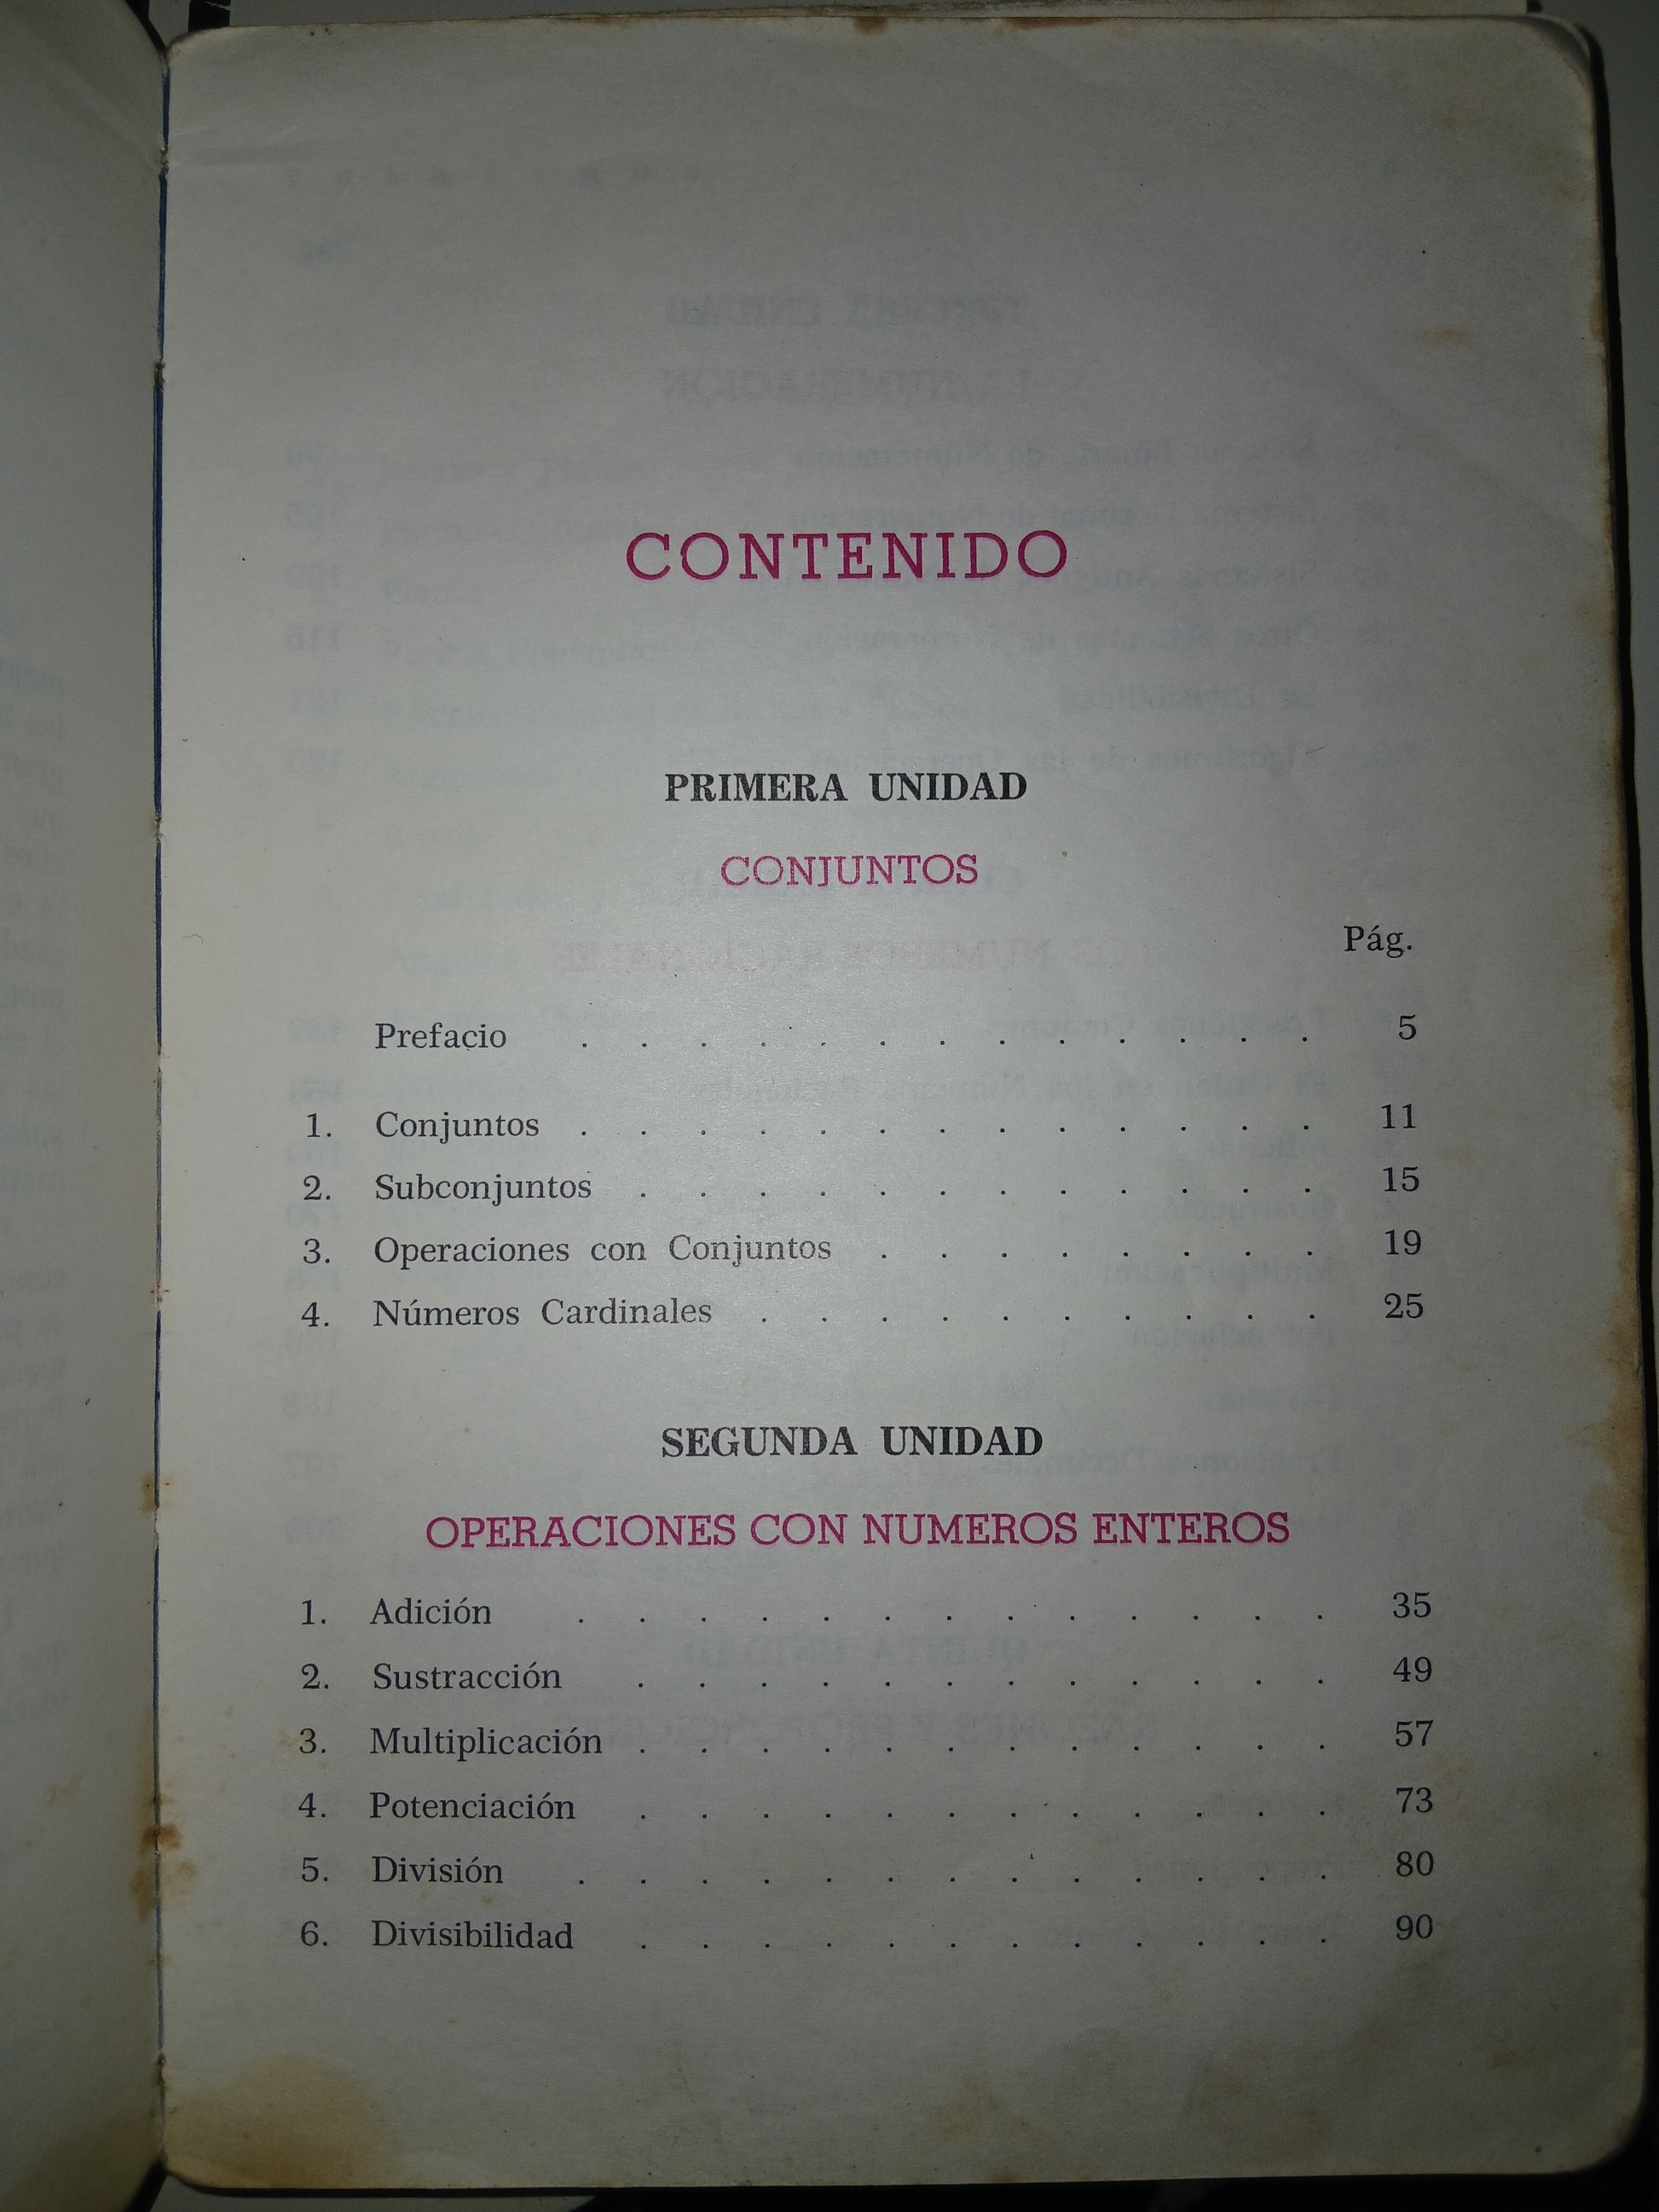 CONTENIDO
PRIMERA UNIDAD
CONJUNTOS
Pág.
Prefacio . . . . . . . . . . . . . 5
1. Conjuntos . . . . . . . . . . . . . 11
2. Subconjuntos . . . . . . . . . . . . 15
3. Operaciones con Conjuntos . . . . . . . . 19
4. Números Cardinales . . . . . . . . . . 25
SEGUNDA UNIDAD
OPERACIONES CON NUMEROS ENTEROS
1. Adición . . . . . . . . . . . . . 35
2. Sustracción . . . . . . . . . . . . 49
3. Multiplicación . . . . . . . . . . . . 57
4. Potenciación . . . . . . . . . . . . 73
5. División . . . . . . . . . . . . . 80
6. Divisibilidad . . . . . . . . . . . . 90